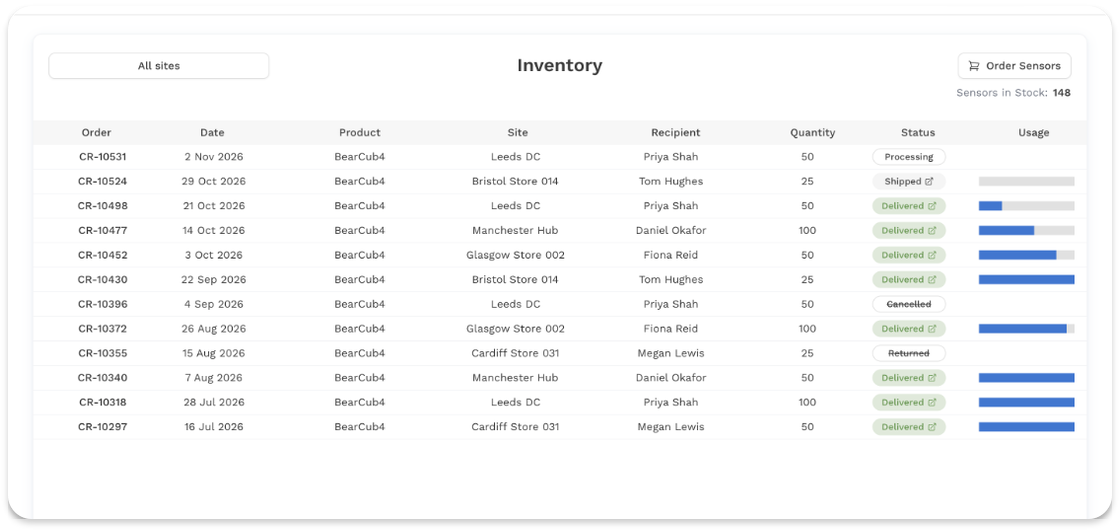 All sites
Inventory
Order Sensors
Sensors in Stock: 148
Order Date Product Site Recipient Quantity Status Usage
CR-10531 2 Nov 2026 BearCub4 Leeds DC Priya Shah 50 Processing
CR-10524 29 Oct 2026 BearCub4 Bristol Store 014 Tom Hughes 25 Shipped
CR-10498 21 Oct 2026 BearCub4 Leeds DC Priya Shah 50 Delivered
CR-10477 14 Oct 2026 BearCub4 Manchester Hub Daniel Okafor 100 Delivered
CR-10452 3 Oct 2026 BearCub4 Glasgow Store 002 Fiona Reid 50 Delivered
CR-10430 22 Sep 2026 BearCub4 Bristol Store 014 Tom Hughes 25 Delivered
CR-10396 4 Sep 2026 BearCub4 Leeds DC Priya Shah 50 Cancelled
CR-10372 26 Aug 2026 BearCub4 Glasgow Store 002 Fiona Reid 100 Delivered
CR-10355 15 Aug 2026 BearCub4 Cardiff Store 031 Megan Lewis 25 Returned
CR-10340 7 Aug 2026 BearCub4 Manchester Hub Daniel Okafor 50 Delivered
CR-10318 28 Jul 2026 BearCub4 Leeds DC Priya Shah 100 Delivered
CR-10297 16 Jul 2026 BearCub4 Cardiff Store 031 Megan Lewis 50 Delivered